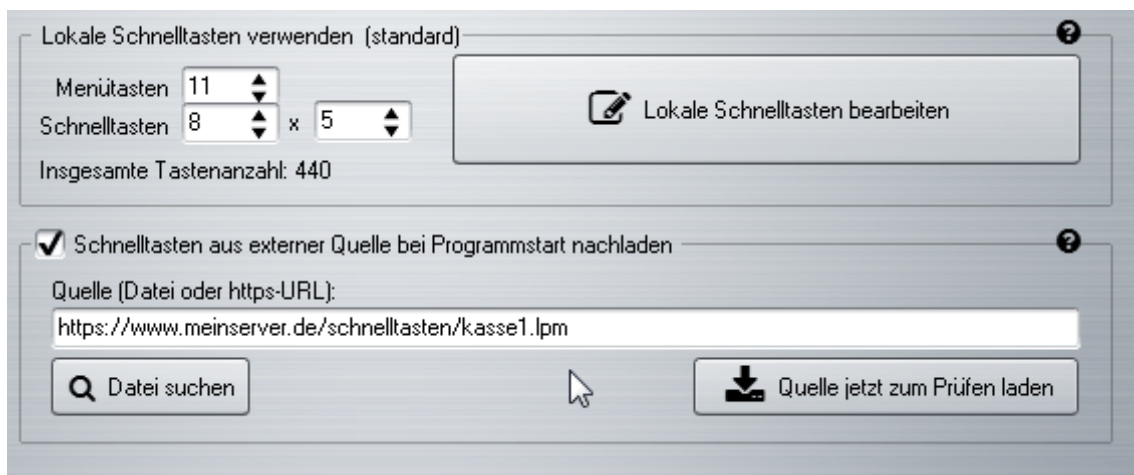 Lokale Schnelltasten verwenden (standard)
Menütasten 11
Schnelltasten 8 x 5
Lokale Schnelltasten bearbeiten
Insgesamte Tastenanzahl: 440
Schnelltasten aus externer Quelle bei Programmstart nachladen
Quelle (Datei oder https-URL):
https://www.meinserver.de/schnelltasten/kasse1.lpm
Datei suchen
Quelle jetzt zum Prüfen laden